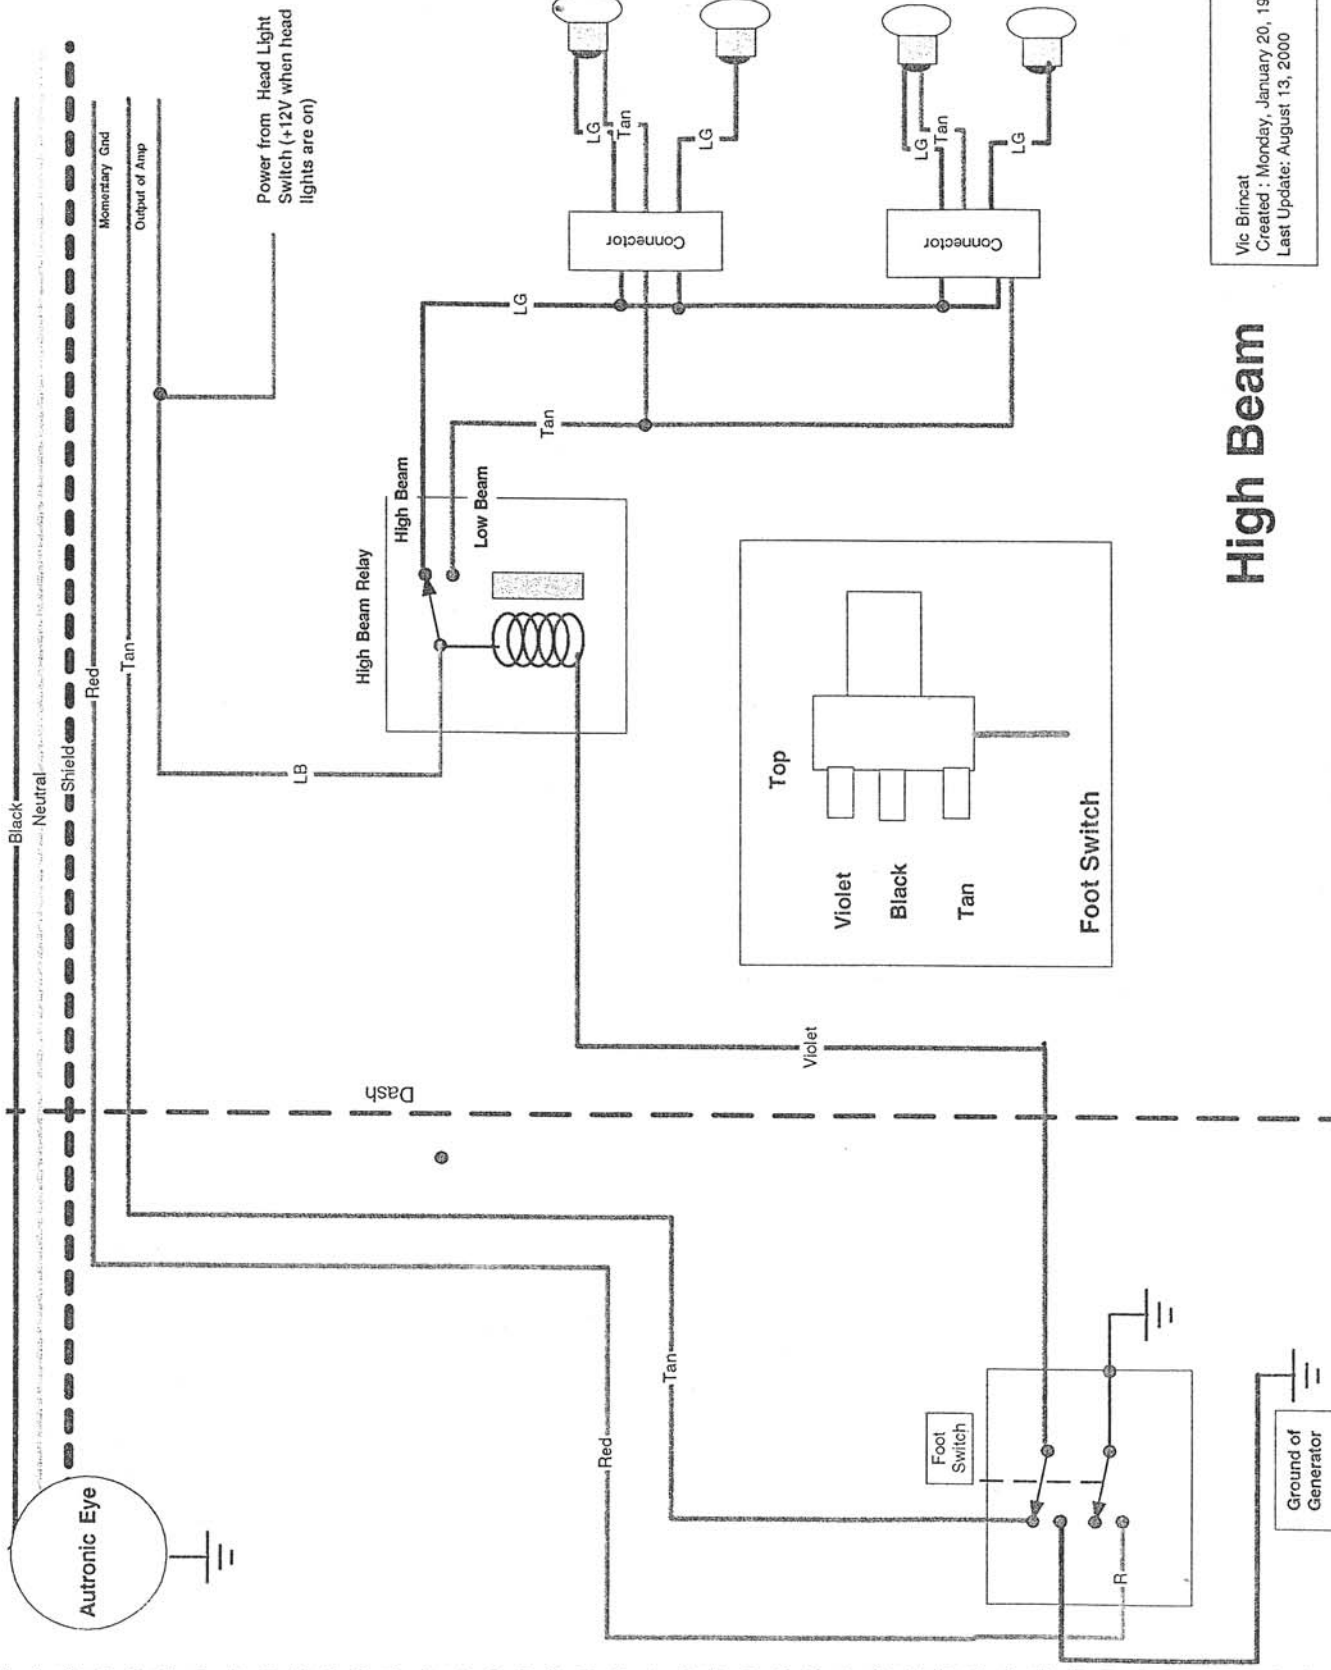 Black
Neutral
Shield
Red
Tan
Momentary Gnd
Output of Amp
Power from Head Light
Switch (+12V when head
lights are on)
LB
High Beam Relay
High Beam
Low Beam
LG
Tan
Connector
LG
Tan
LG
Connector
LG
Tan
LG
Dash
Violet
Top
Violet
Black
Tan
Foot Switch
Autronic Eye
Red
Tan
Foot
Switch
R
Ground of
Generator
High Beam
Vic Brincat
Created : Monday, January 20, 19
Last Update: August 13, 2000